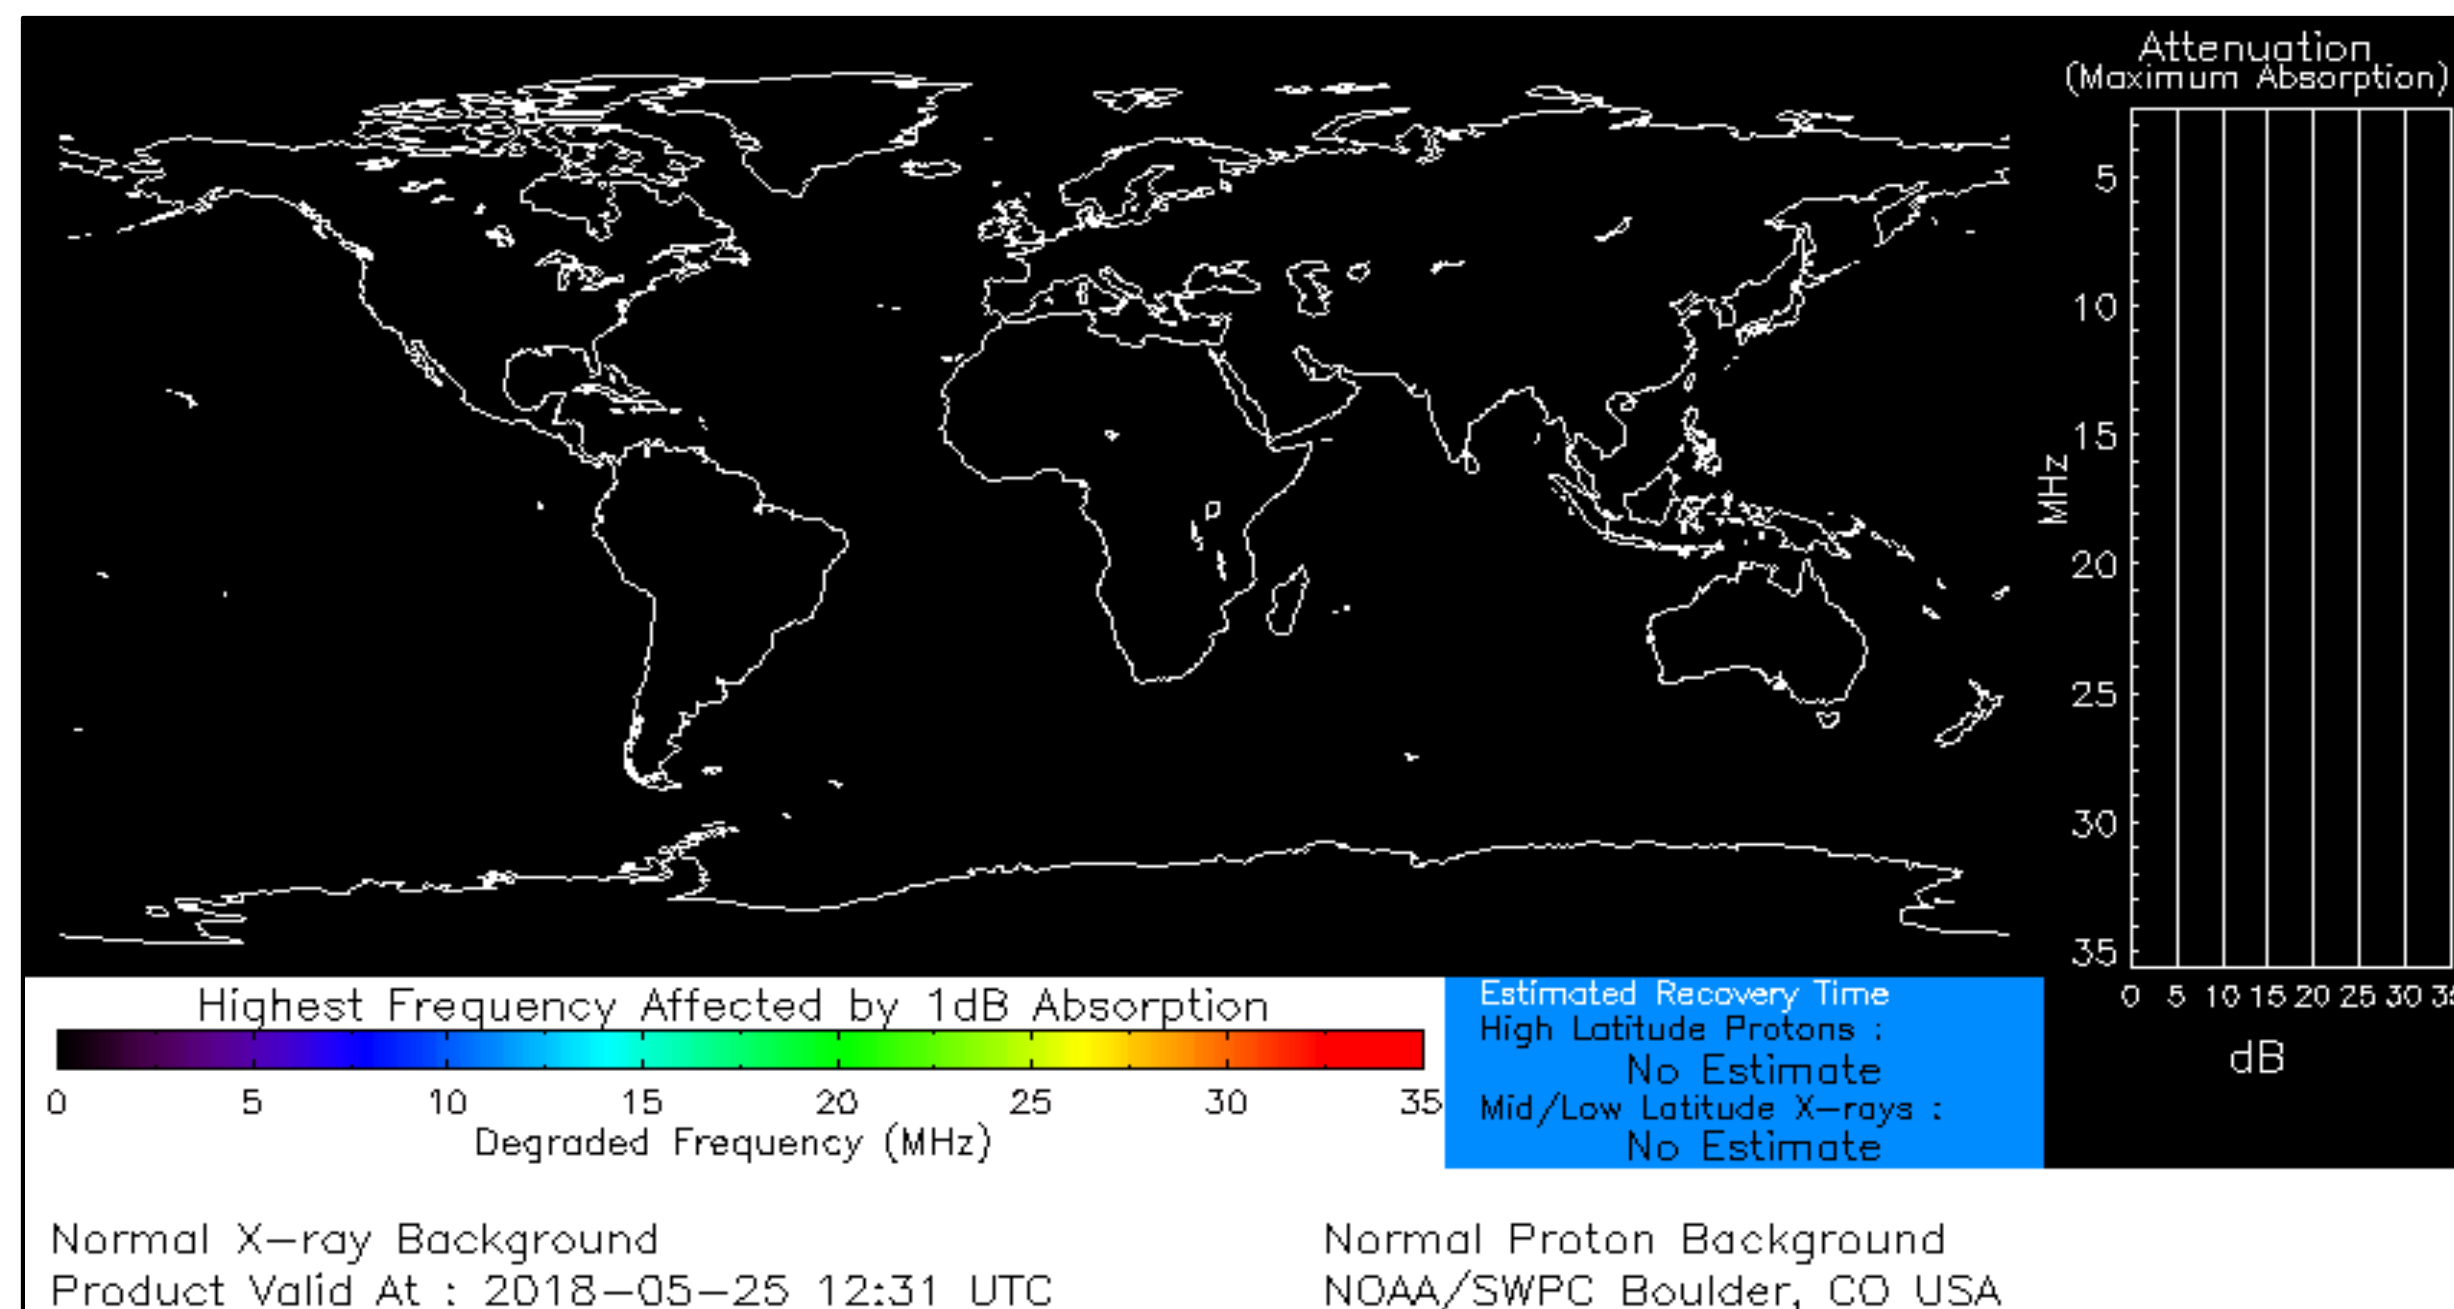 Attenuation
(Maximum Absorption)
5
10
15
20
25
30
35
MHz
0 5 10 15 20 25 30
dB
Highest Frequency Affected by 1dB Absorption
0 5 10 15 20 25 30 35
Degraded Frequency (MHz)
Estimated Recovery Time
High Latitude Protons :
No Estimate
Mid/Low Latitude X-rays :
No Estimate
Normal X-ray Background
Product Valid At : 2018-05-25 12:31 UTC
Normal Proton Background
NOAA/SWPC Boulder, CO USA